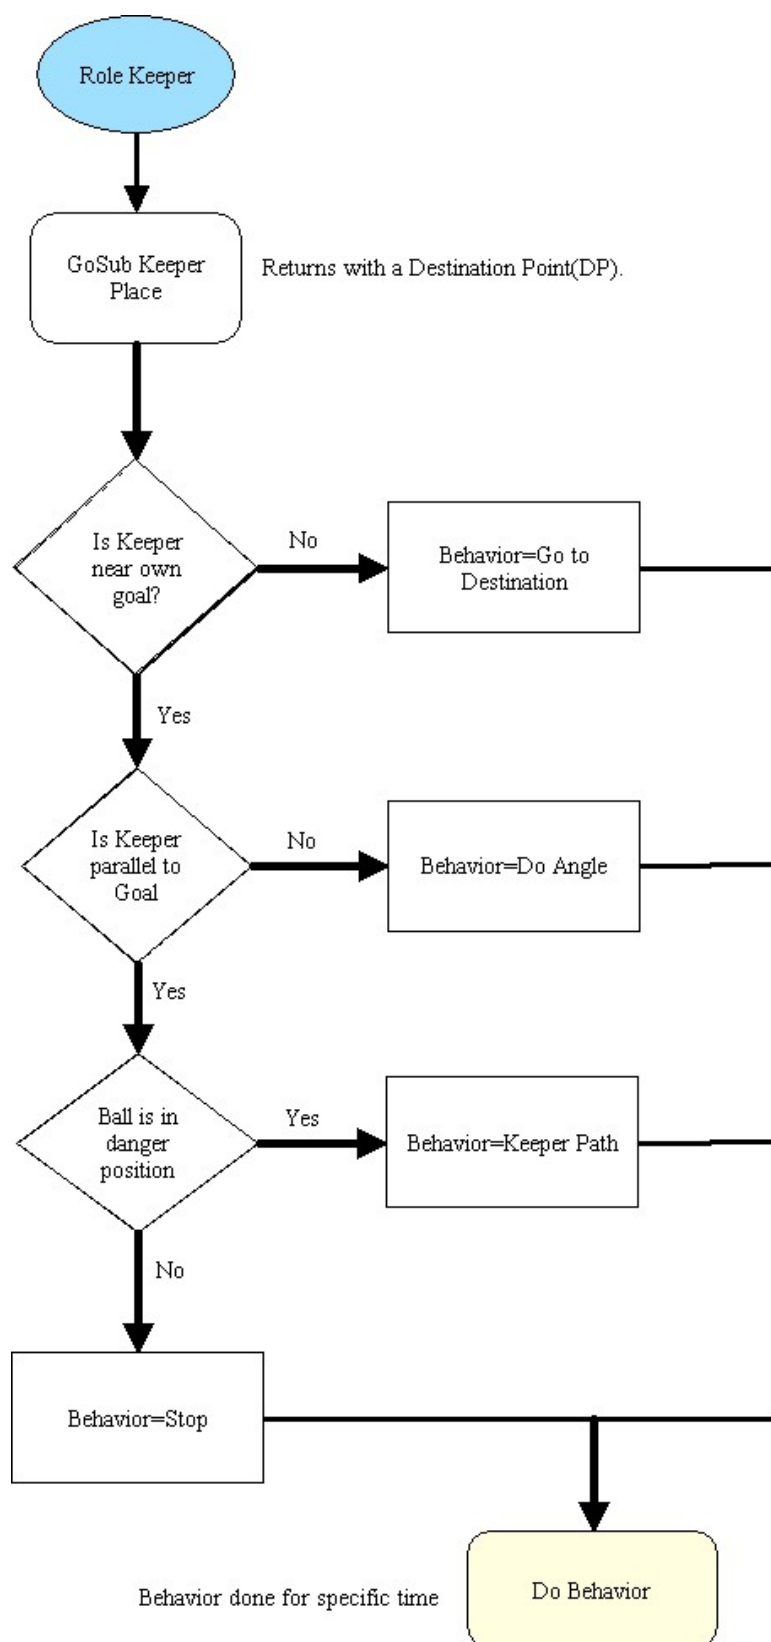 Role Keeper
GoSub Keeper
Place
Returns with a Destination Point(DP).
Is Keeper
near own
goal?
No
Behavior=Go to
Destination
Yes
Is Keeper
parallel to
Goal
No
Behavior=Do Angle
Yes
Ball is in
danger
position
Yes
Behavior=Keeper Path
No
Behavior=Stop
Behavior done for specific time
Do Behavior